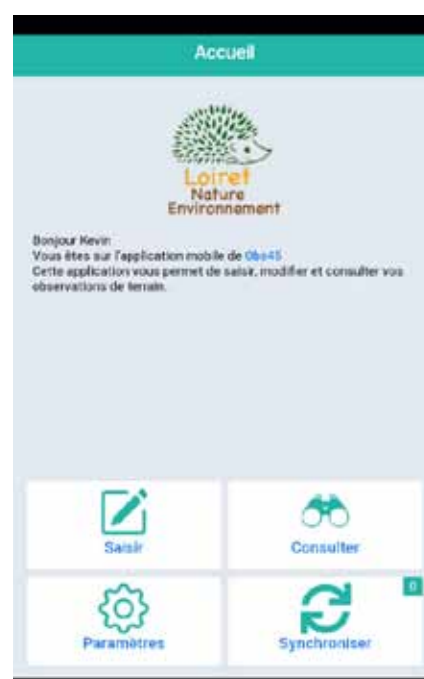 Accueil
Loiret
Nature
Environnement
Bonjour Kevin
Vous êtes sur l'application mobile de Obs45
Cette application vous permet de saisir, modifier et consulter vos
observations de terrain.
Saisir
Consulter
0
Paramètres
Synchroniser